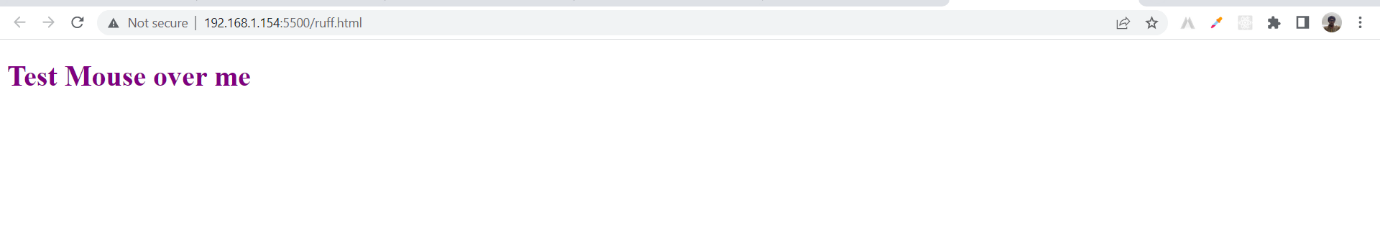 Not secure | 192.168.1.154:5500/ruff.html
Test Mouse over me